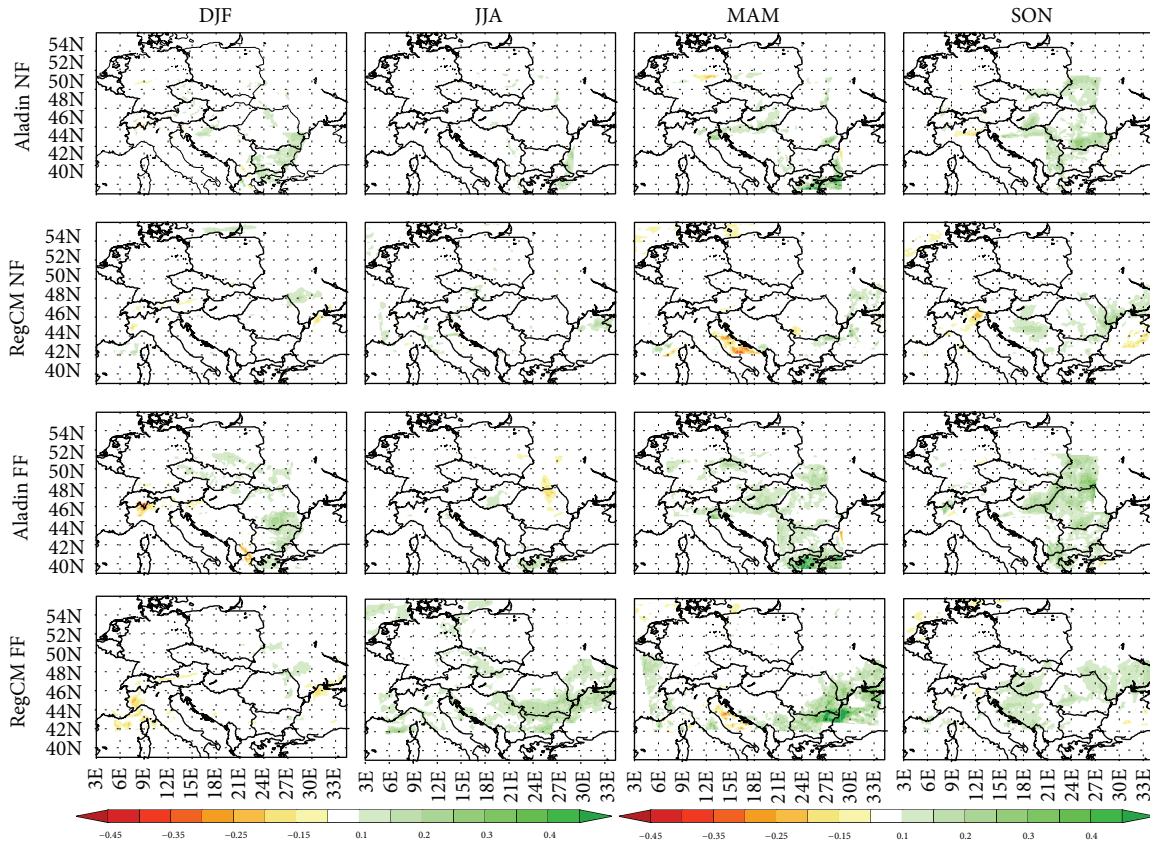 DJF JJA MAM SON
Aladin NF
54N
52N
50N
48N
46N
44N
42N
40N
RegCM NF
54N
52N
50N
48N
46N
44N
42N
40N
Aladin FF
54N
52N
50N
48N
46N
44N
42N
40N
RegCM FF
54N
52N
50N
48N
46N
44N
42N
40N
3E 6E 9E 12E 15E 18E 21E 24E 27E 30E 33E 3E 6E 9E 12E 15E 18E 21E 24E 27E 30E 33E 3E 6E 9E 12E 15E 18E 21E 24E 27E 30E 33E 3E 6E 9E 12E 15E 18E 21E 24E 27E 30E 33E
−0.45 −0.35 −0.25 −0.15 0.1 0.2 0.3 0.4 −0.45 −0.35 −0.25 −0.15 0.1 0.2 0.3 0.4